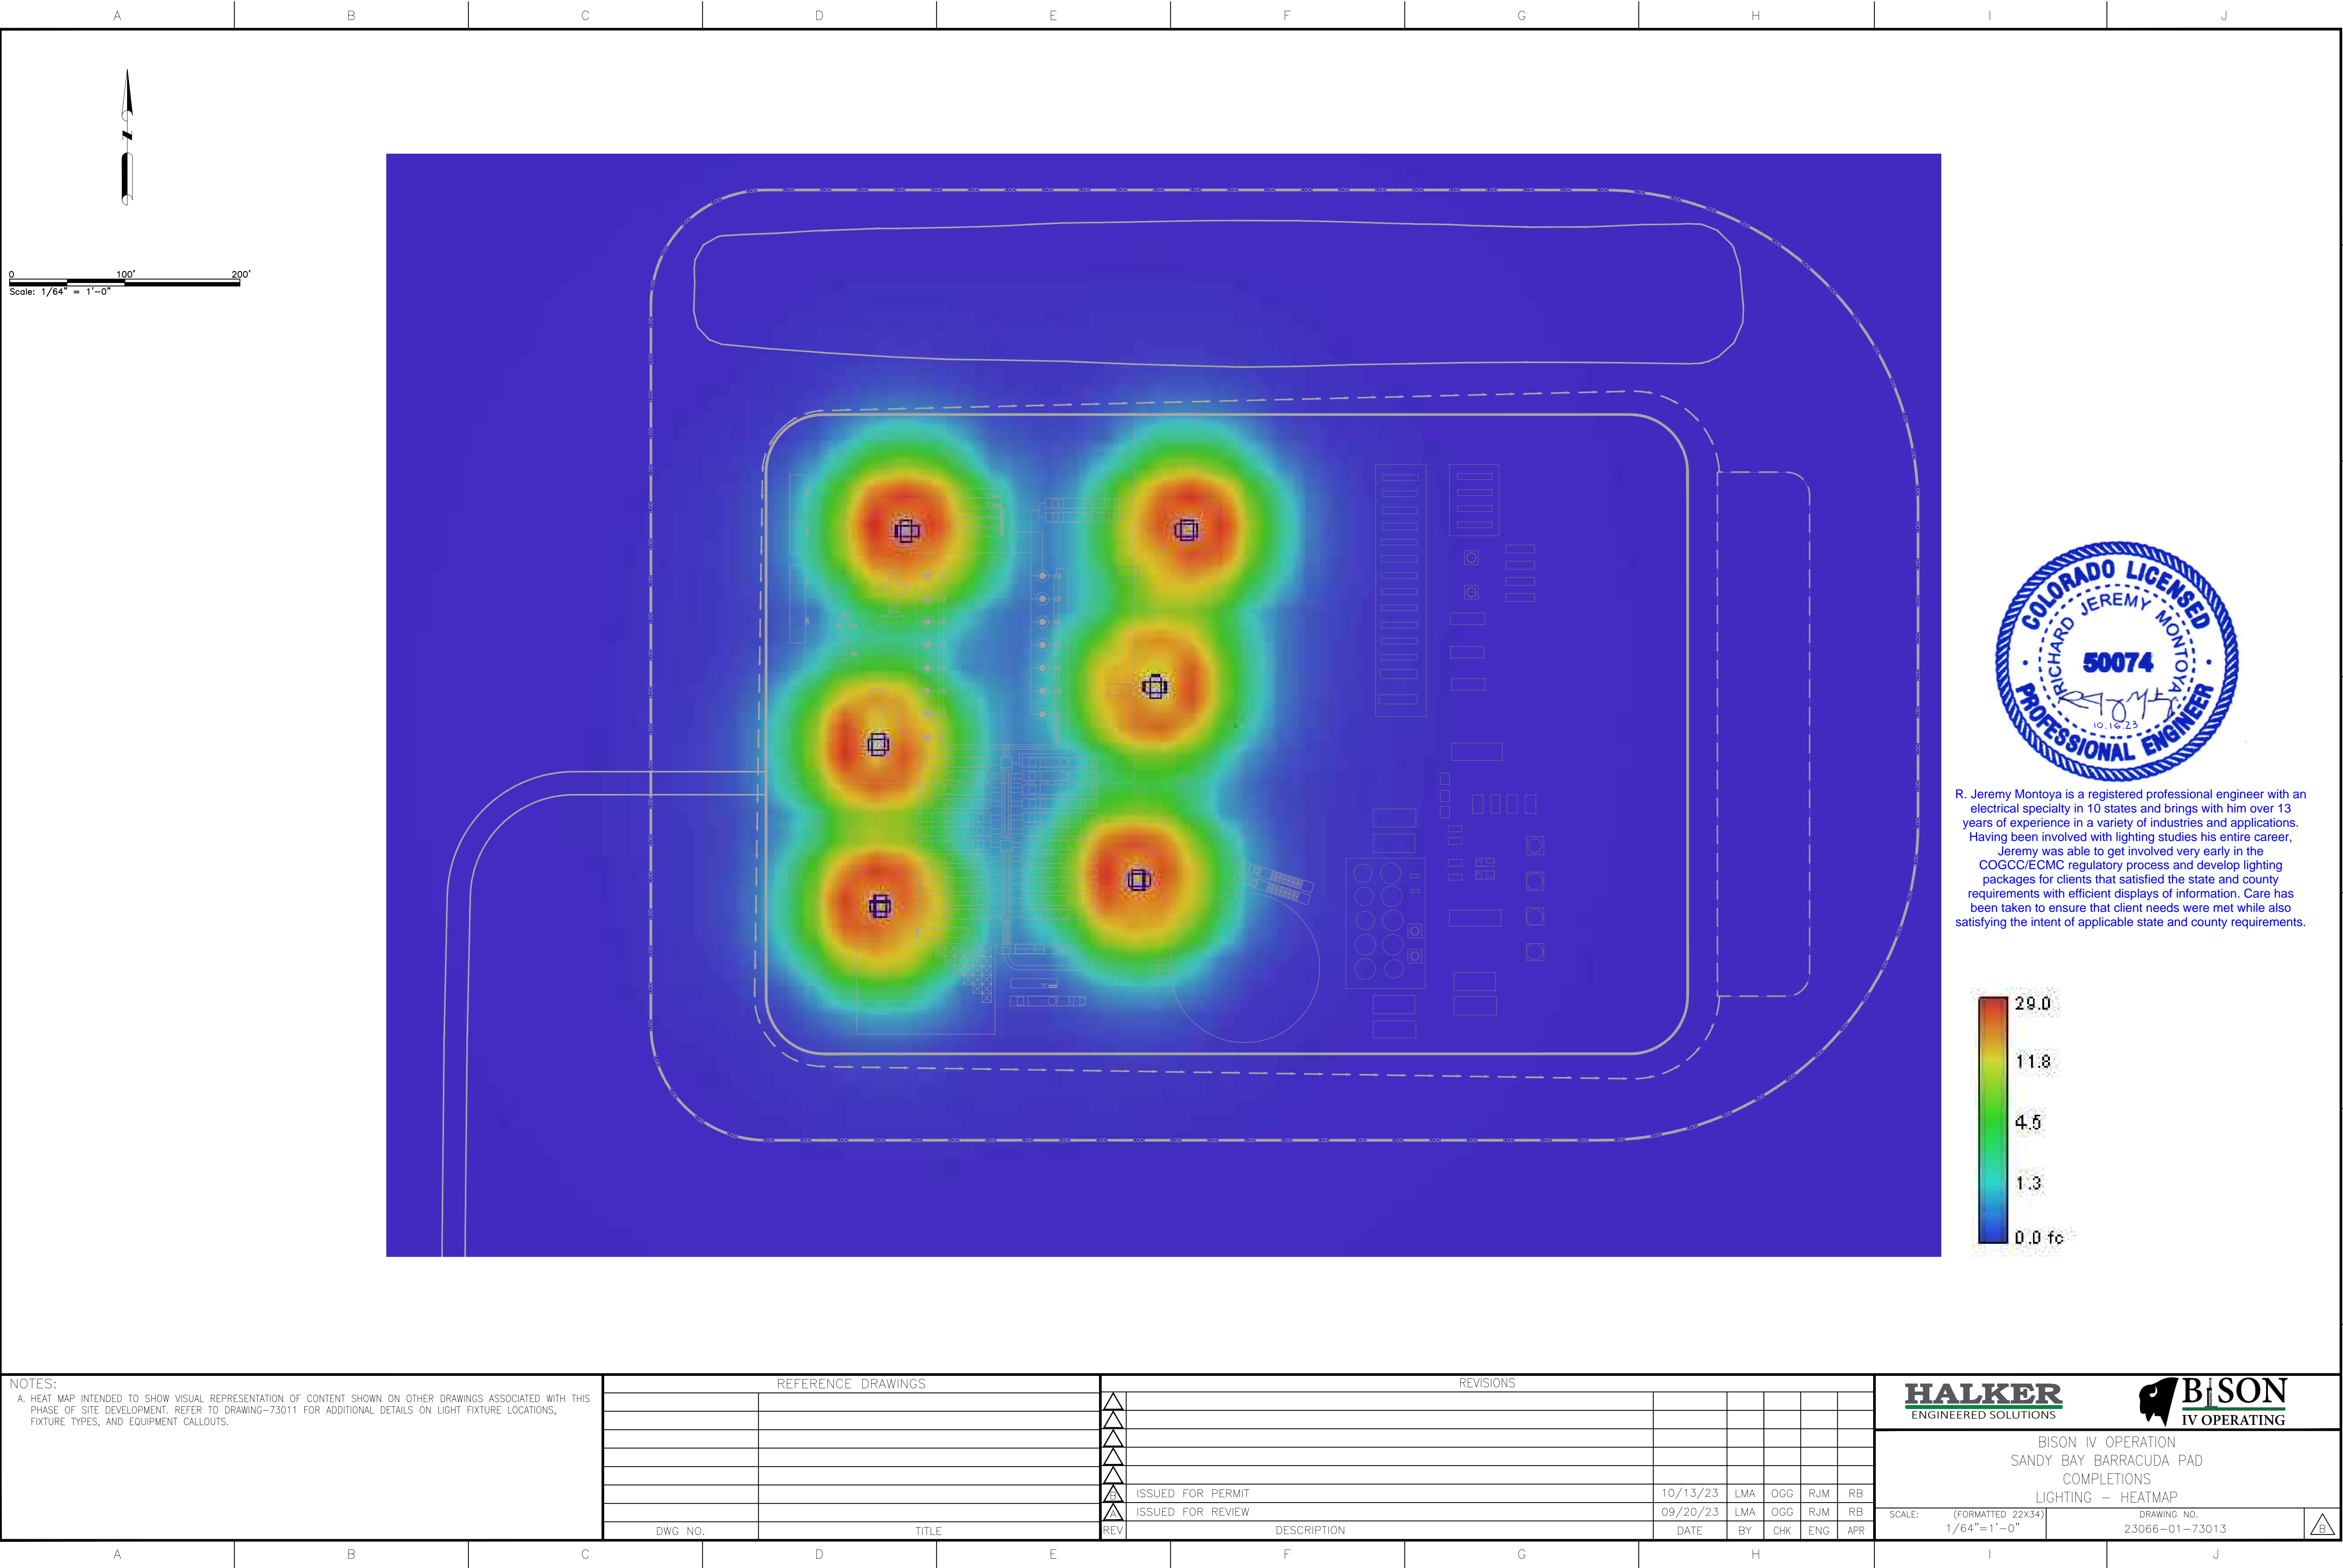 A B C D E F G H I J
0 100' 200'
Scale: 1/64" = 1'-0"
COLORADO LICENSED
RICHARD JEREMY MONTOYA
50074
10.16.23
PROFESSIONAL ENGINEER
R. Jeremy Montoya is a registered professional engineer with an
electrical specialty in 10 states and brings with him over 13
years of experience in a variety of industries and applications.
Having been involved with lighting studies his entire career,
Jeremy was able to get involved very early in the
COGCC/ECMC regulatory process and develop lighting
packages for clients that satisfied the state and county
requirements with efficient displays of information. Care has
been taken to ensure that client needs were met while also
satisfying the intent of applicable state and county requirements.
29.0
11.8
4.5
1.3
0.0 fc
NOTES:
A. HEAT MAP INTENDED TO SHOW VISUAL REPRESENTATION OF CONTENT SHOWN ON OTHER DRAWINGS ASSOCIATED WITH THIS
PHASE OF SITE DEVELOPMENT. REFER TO DRAWING-73011 FOR ADDITIONAL DETAILS ON LIGHT FIXTURE LOCATIONS,
FIXTURE TYPES, AND EQUIPMENT CALLOUTS.
REFERENCE DRAWINGS
DWG NO. TITLE
REVISIONS
B ISSUED FOR PERMIT 10/13/23 LMA OGG RJM RB
A ISSUED FOR REVIEW 09/20/23 LMA OGG RJM RB
REV DESCRIPTION DATE BY CHK ENG APR
HALKER
ENGINEERED SOLUTIONS
BISON
IV OPERATING
BISON IV OPERATION
SANDY BAY BARRACUDA PAD
COMPLETIONS
LIGHTING - HEATMAP
SCALE: (FORMATTED 22X34) DRAWING NO.
1/64"=1'-0" 23066-01-73013 B
A B C D E F G H I J